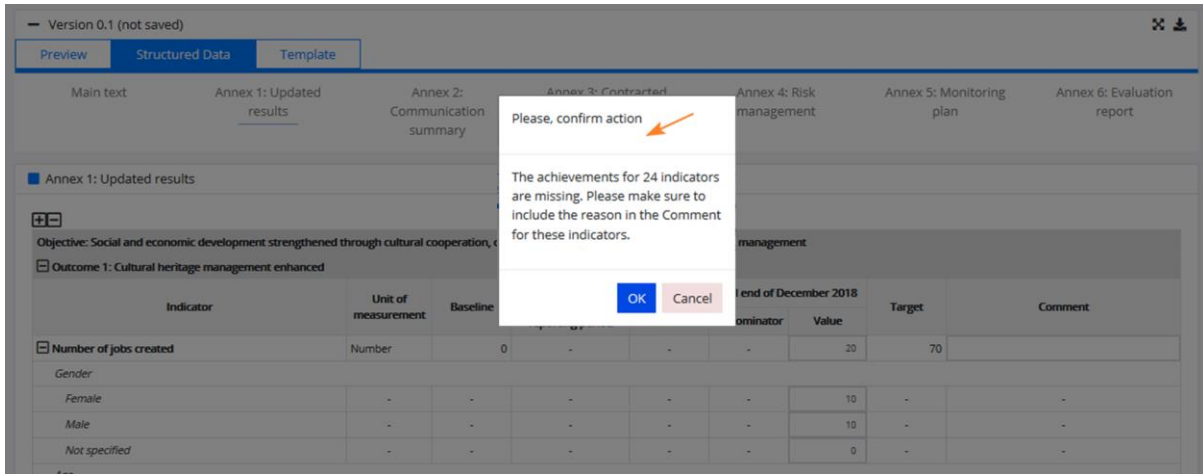 Version 0.1 (not saved)
Preview Structured Data Template
Main text
Annex 1: Updated
results
Annex 2:
Communication
summary
Annex 3: Contracted
Annex 4: Risk
management
Annex 5: Monitoring
plan
Annex 6: Evaluation
report
Please, confirm action
The achievements for 24 indicators
are missing. Please make sure to
include the reason in the Comment
for these indicators.
OK Cancel
Annex 1: Updated results
Objective: Social and economic development strengthened through cultural cooperation,
management
Outcome 1: Cultural heritage management enhanced
Indicator
Unit of
measurement
Baseline
end of December 2018
Value
Target
Comment
Number of jobs created Number 0 - - - 20 70
Gender
Female - - - - - 10 - -
Male - - - - - 10 - -
Not specified - - - - - 0 - -